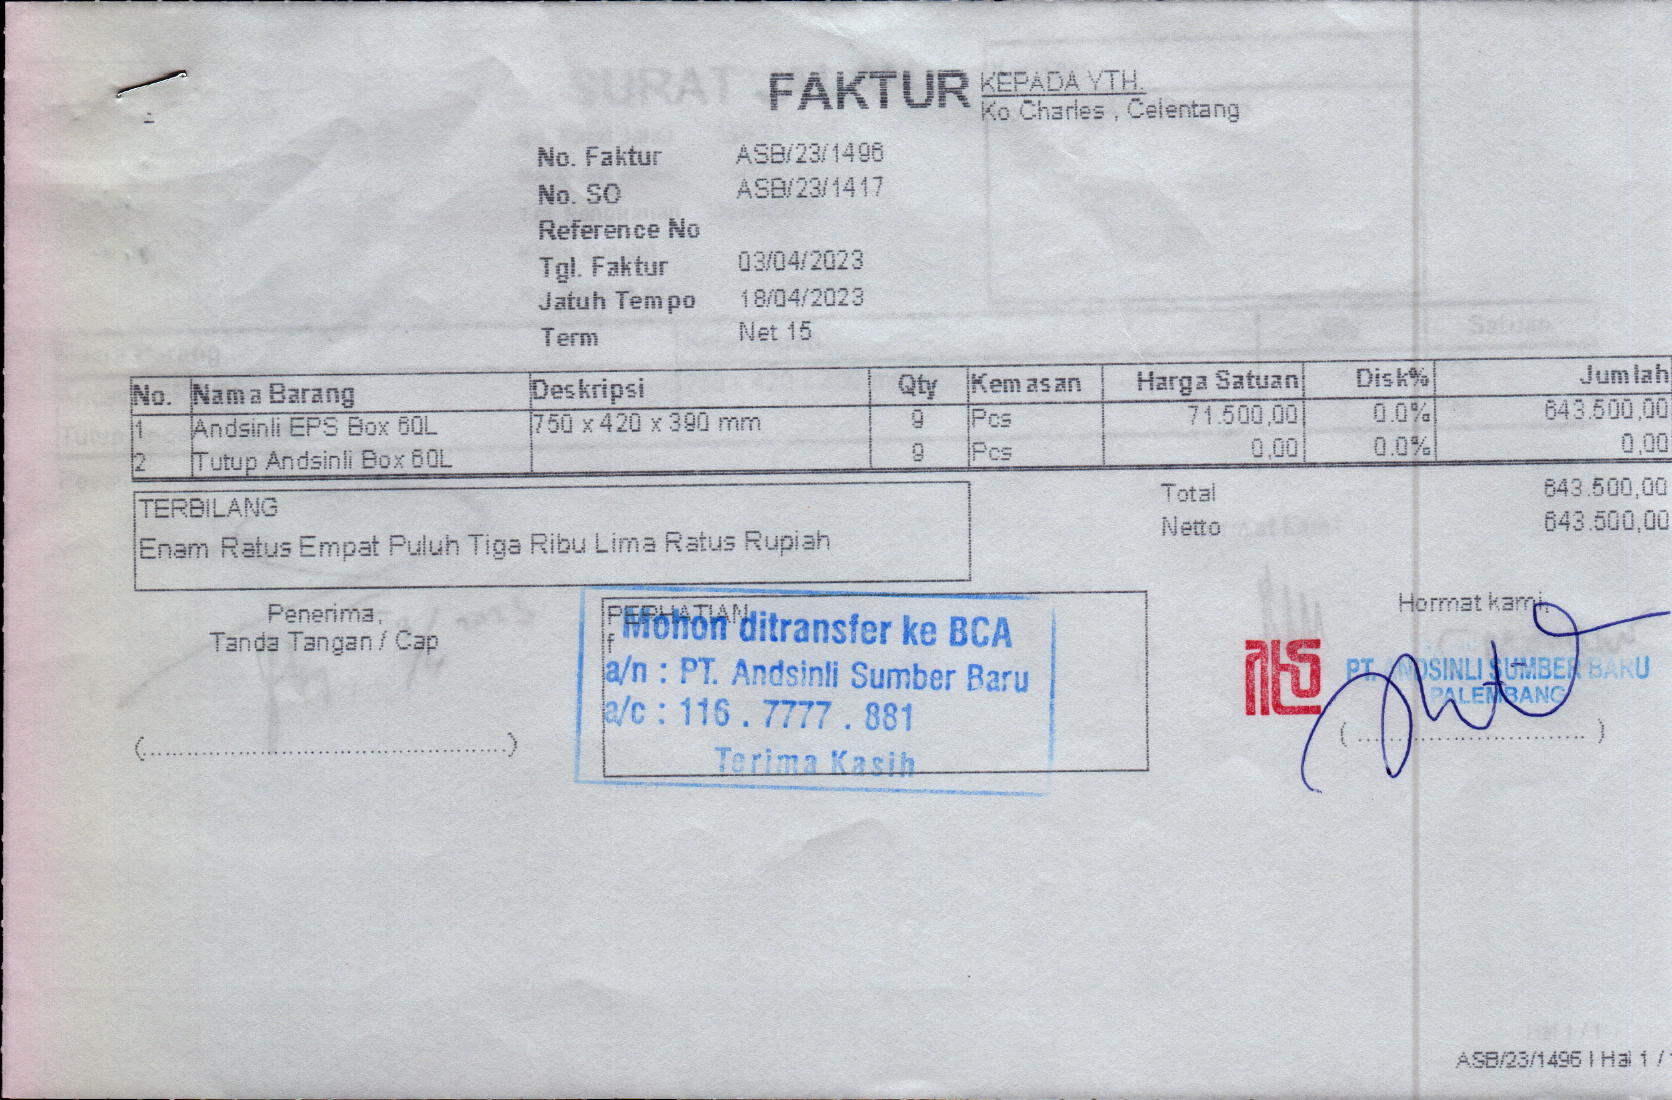 FAKTUR
KEPADA YTH.
Ko Charles , Celentang
No. Faktur ASB/23/1496
No. SO ASB/23/1417
Reference No
Tgl. Faktur 03/04/2023
Jatuh Tempo 18/04/2023
Term Net 15
No. Nama Barang Deskripsi Qty Kemasan Harga Satuan Disk% Jumlah
1 Andsinli EPS Box 60L 750 x 420 x 390 mm 9 Pcs 71.500,00 0.0% 643.500,00
2 Tutup Andsinli Box 60L 9 Pcs 0,00 0.0% 0,00
Total 643.500,00
Netto 643.500,00
TERBILANG
Enam Ratus Empat Puluh Tiga Ribu Lima Ratus Rupiah
Penerima,
Tanda Tangan / Cap
(............................................)
PERHATIAN
f
Mohon ditransfer ke BCA
a/n : PT. Andsinli Sumber Baru
a/c : 116 . 7777 . 881
Terima Kasih
Hormat kami,
PT. ANDSINLI SUMBER BARU
PALEMBANG
( ............................ )
ASB/23/1496 | Hal 1 /